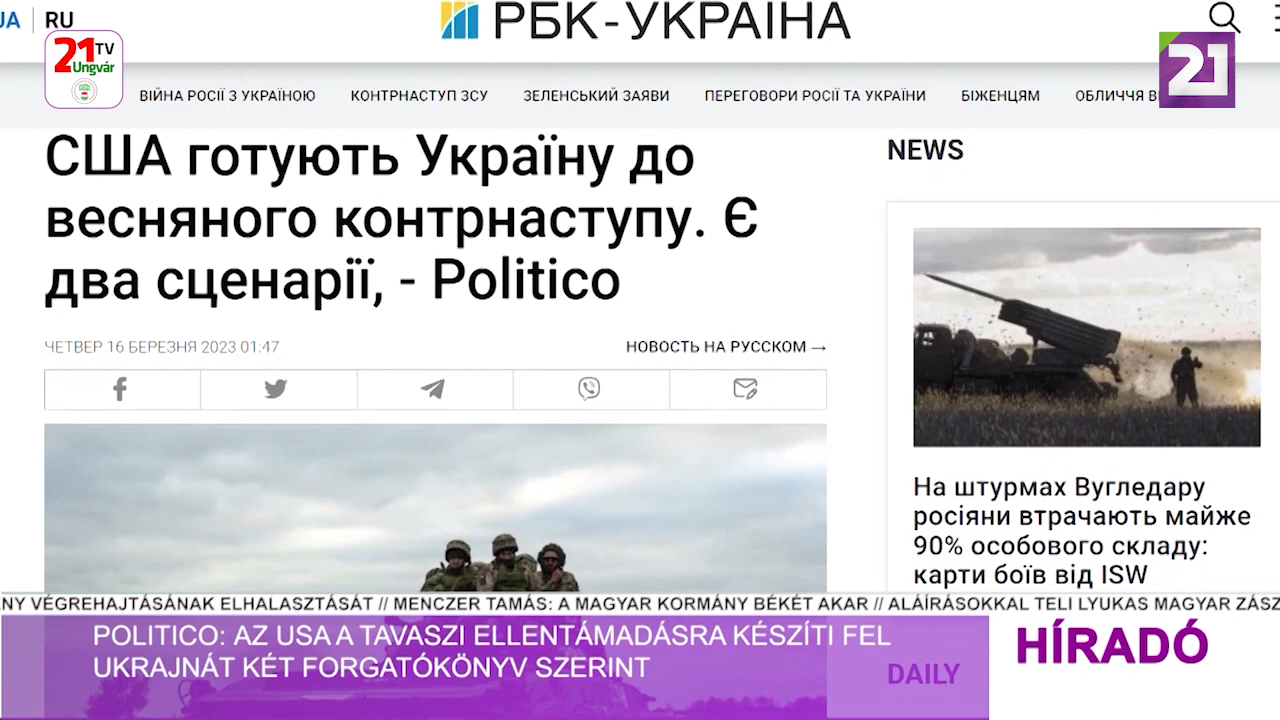 UA | RU
РБК-УКРАЇНА
21 TV
Ungvár
21
ВІЙНА РОСІЇ З УКРАЇНОЮ КОНТРНАСТУП ЗСУ ЗЕЛЕНСЬКИЙ ЗАЯВИ ПЕРЕГОВОРИ РОСІЇ ТА УКРАЇНИ БІЖЕНЦЯМ ОБЛИЧЧЯ
США готують Україну до
весняного контрнаступу. Є
два сценарії, - Politico
ЧЕТВЕР 16 БЕРЕЗНЯ 2023 01:47
НОВОСТЬ НА РУССКОМ →
NEWS
На штурмах Вугледару
росіяни втрачають майже
90% особового складу:
карти боїв від ISW
NY VÉGREHAJTÁSÁNAK ELHALASZTÁSÁT // MENCZER TAMÁS: A MAGYAR KORMÁNY BÉKÉT AKAR // ALÁÍRÁSOKKAL TELI LYUKAS MAGYAR ZÁSZ
POLITICO: AZ USA A TAVASZI ELLENTÁMADÁSRA KÉSZÍTI FEL
UKRAJNÁT KÉT FORGATÓKÖNYV SZERINT
DAILY
HÍRADÓ